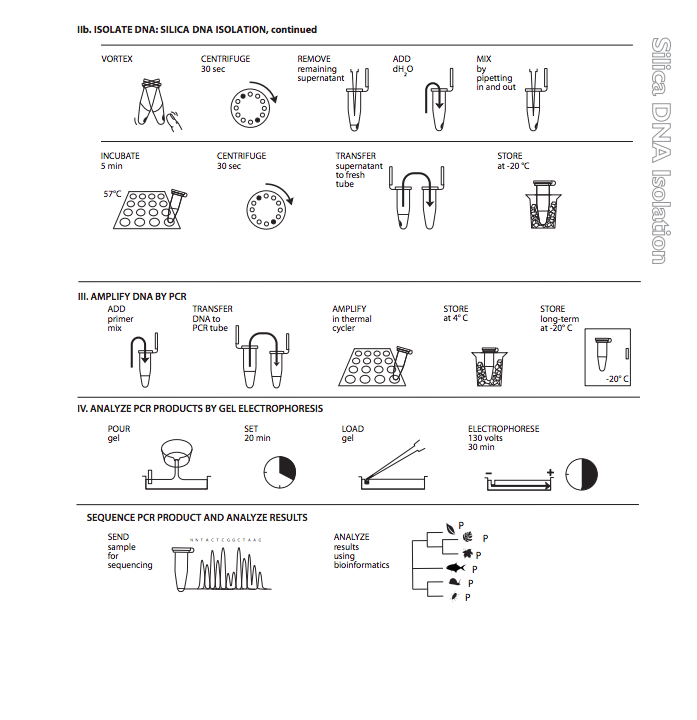 IIb. ISOLATE DNA: SILICA DNA ISOLATION, continued
VORTEX
CENTRIFUGE
30 sec
REMOVE
remaining
supernatant
ADD
dH2O
MIX
by
pipetting
in and out
INCUBATE
5 min
57°C
CENTRIFUGE
30 sec
TRANSFER
supernatant
to fresh
tube
STORE
at -20 °C
Silica DNA Isolation
III. AMPLIFY DNA BY PCR
ADD
primer
mix
TRANSFER
DNA to
PCR tube
AMPLIFY
in thermal
cycler
STORE
at 4° C
STORE
long-term
at -20° C
-20° C
IV. ANALYZE PCR PRODUCTS BY GEL ELECTROPHORESIS
POUR
gel
SET
20 min
LOAD
gel
ELECTROPHORESE
130 volts
30 min
− +
SEQUENCE PCR PRODUCT AND ANALYZE RESULTS
SEND
sample
for
sequencing
NNTACTCGGCTAAG
ANALYZE
results
using
bioinformatics
P
P
P
P
P
P